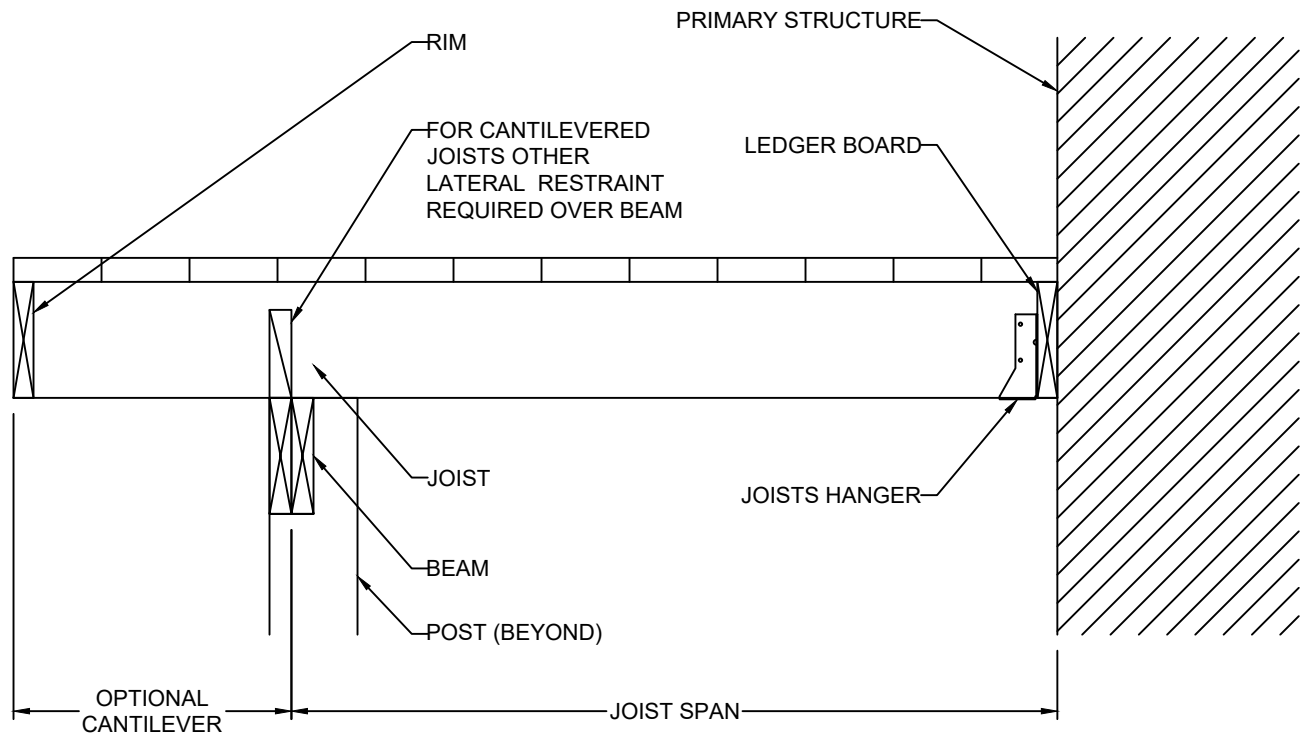 PRIMARY STRUCTURE
RIM
FOR CANTILEVERED
JOISTS OTHER
LATERAL RESTRAINT
REQUIRED OVER BEAM
LEDGER BOARD
JOIST
JOISTS HANGER
BEAM
POST (BEYOND)
OPTIONAL
CANTILEVER
JOIST SPAN